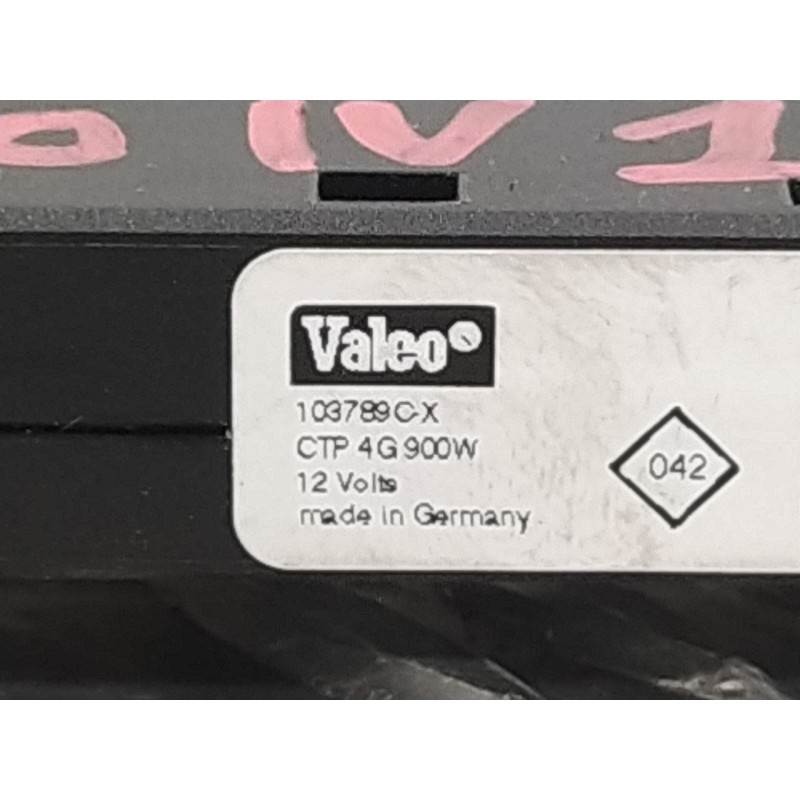 Valeo
103789C-X
CTP 4G 900W
12 Volts
made in Germany
042